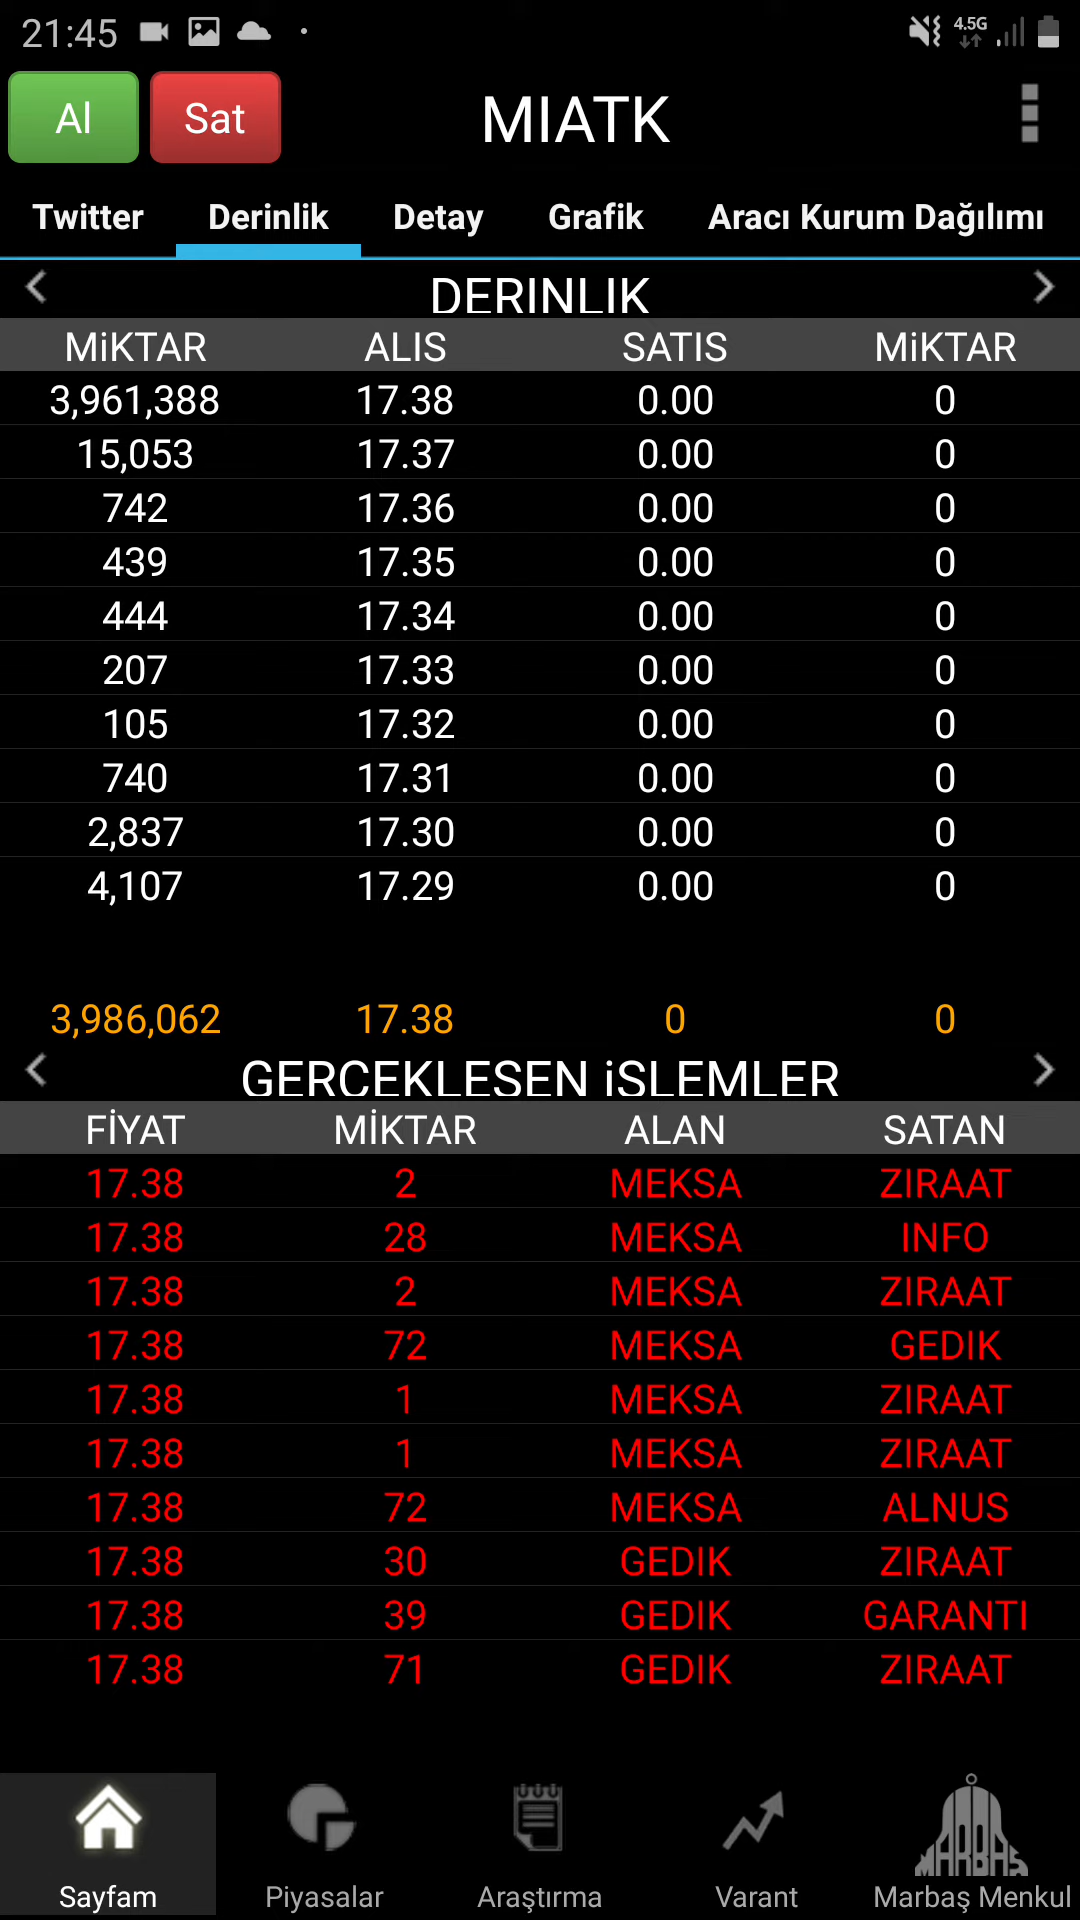 21:45 4.5G
Al Sat MIATK
Twitter Derinlik Detay Grafik Aracı Kurum Dağılımı
DERINLIK
MiKTAR ALIS SATIS MiKTAR
3,961,388 17.38 0.00 0
15,053 17.37 0.00 0
742 17.36 0.00 0
439 17.35 0.00 0
444 17.34 0.00 0
207 17.33 0.00 0
105 17.32 0.00 0
740 17.31 0.00 0
2,837 17.30 0.00 0
4,107 17.29 0.00 0
3,986,062 17.38 0 0
GERCEKLESEN iSLEMLER
FİYAT MİKTAR ALAN SATAN
17.38 2 MEKSA ZIRAAT
17.38 28 MEKSA INFO
17.38 2 MEKSA ZIRAAT
17.38 72 MEKSA GEDIK
17.38 1 MEKSA ZIRAAT
17.38 1 MEKSA ZIRAAT
17.38 72 MEKSA ALNUS
17.38 30 GEDIK ZIRAAT
17.38 39 GEDIK GARANTI
17.38 71 GEDIK ZIRAAT
MARBAŞ
Sayfam Piyasalar Araştırma Varant Marbaş Menkul